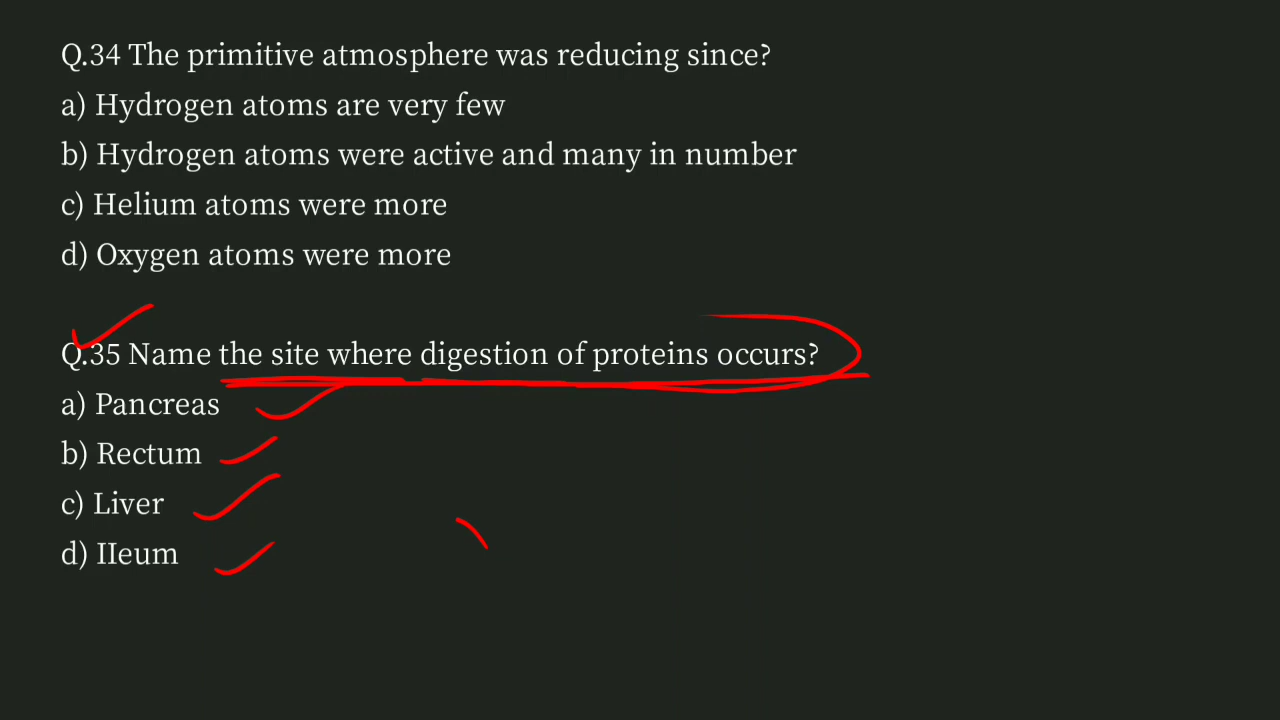 Q.34 The primitive atmosphere was reducing since?
a) Hydrogen atoms are very few
b) Hydrogen atoms were active and many in number
c) Helium atoms were more
d) Oxygen atoms were more
Q.35 Name the site where digestion of proteins occurs?
a) Pancreas
b) Rectum
c) Liver
d) IIeum